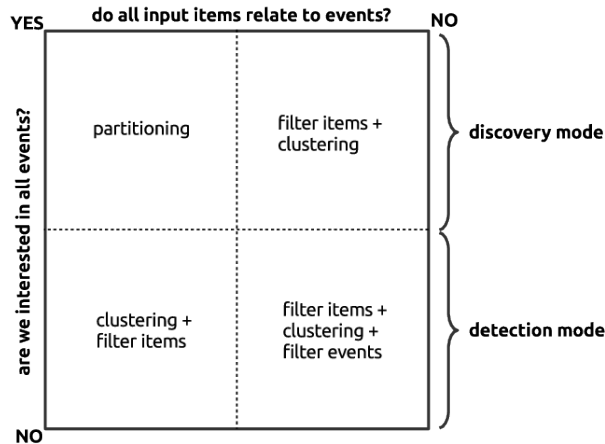 do all input items relate to events?
YES
NO
are we interested in all events?
partitioning
filter items +
clustering
discovery mode
clustering +
filter items
filter items +
clustering +
filter events
detection mode
NO